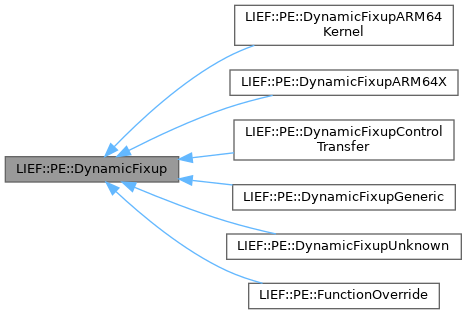 LIEF::PE::DynamicFixupARM64
Kernel
LIEF::PE::DynamicFixupARM64X
LIEF::PE::DynamicFixupControl
Transfer
LIEF::PE::DynamicFixup
LIEF::PE::DynamicFixupGeneric
LIEF::PE::DynamicFixupUnknown
LIEF::PE::FunctionOverride